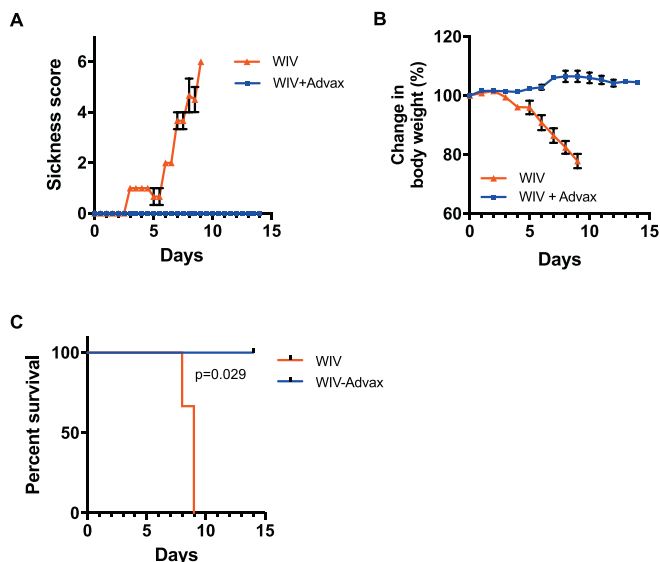 A
Sickness score
6
4
2
0
0
5
10
15
Days
WIV
WIV+Advax
B
Change in
body weight (%)
120
100
80
60
0
5
10
15
Days
WIV
WIV + Advax
C
Percent survival
100
50
0
0
5
10
15
Days
p=0.029
WIV
WIV-Advax